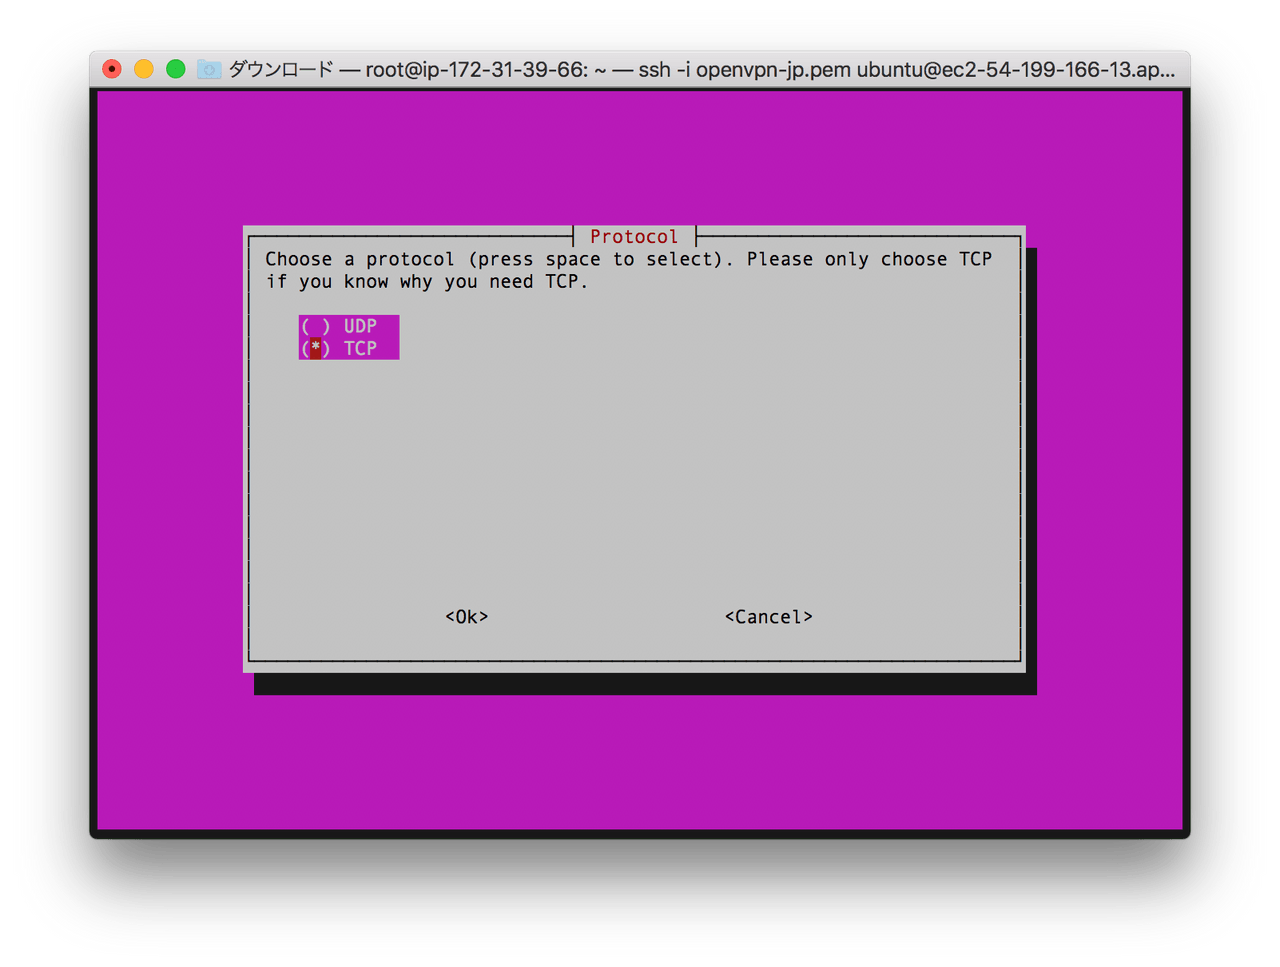 ダウンロード — root@ip-172-31-39-66: ~ — ssh -i openvpn-jp.pem ubuntu@ec2-54-199-166-13.ap...
Protocol
Choose a protocol (press space to select). Please only choose TCP
if you know why you need TCP.
( ) UDP
(*) TCP
<Ok> <Cancel>